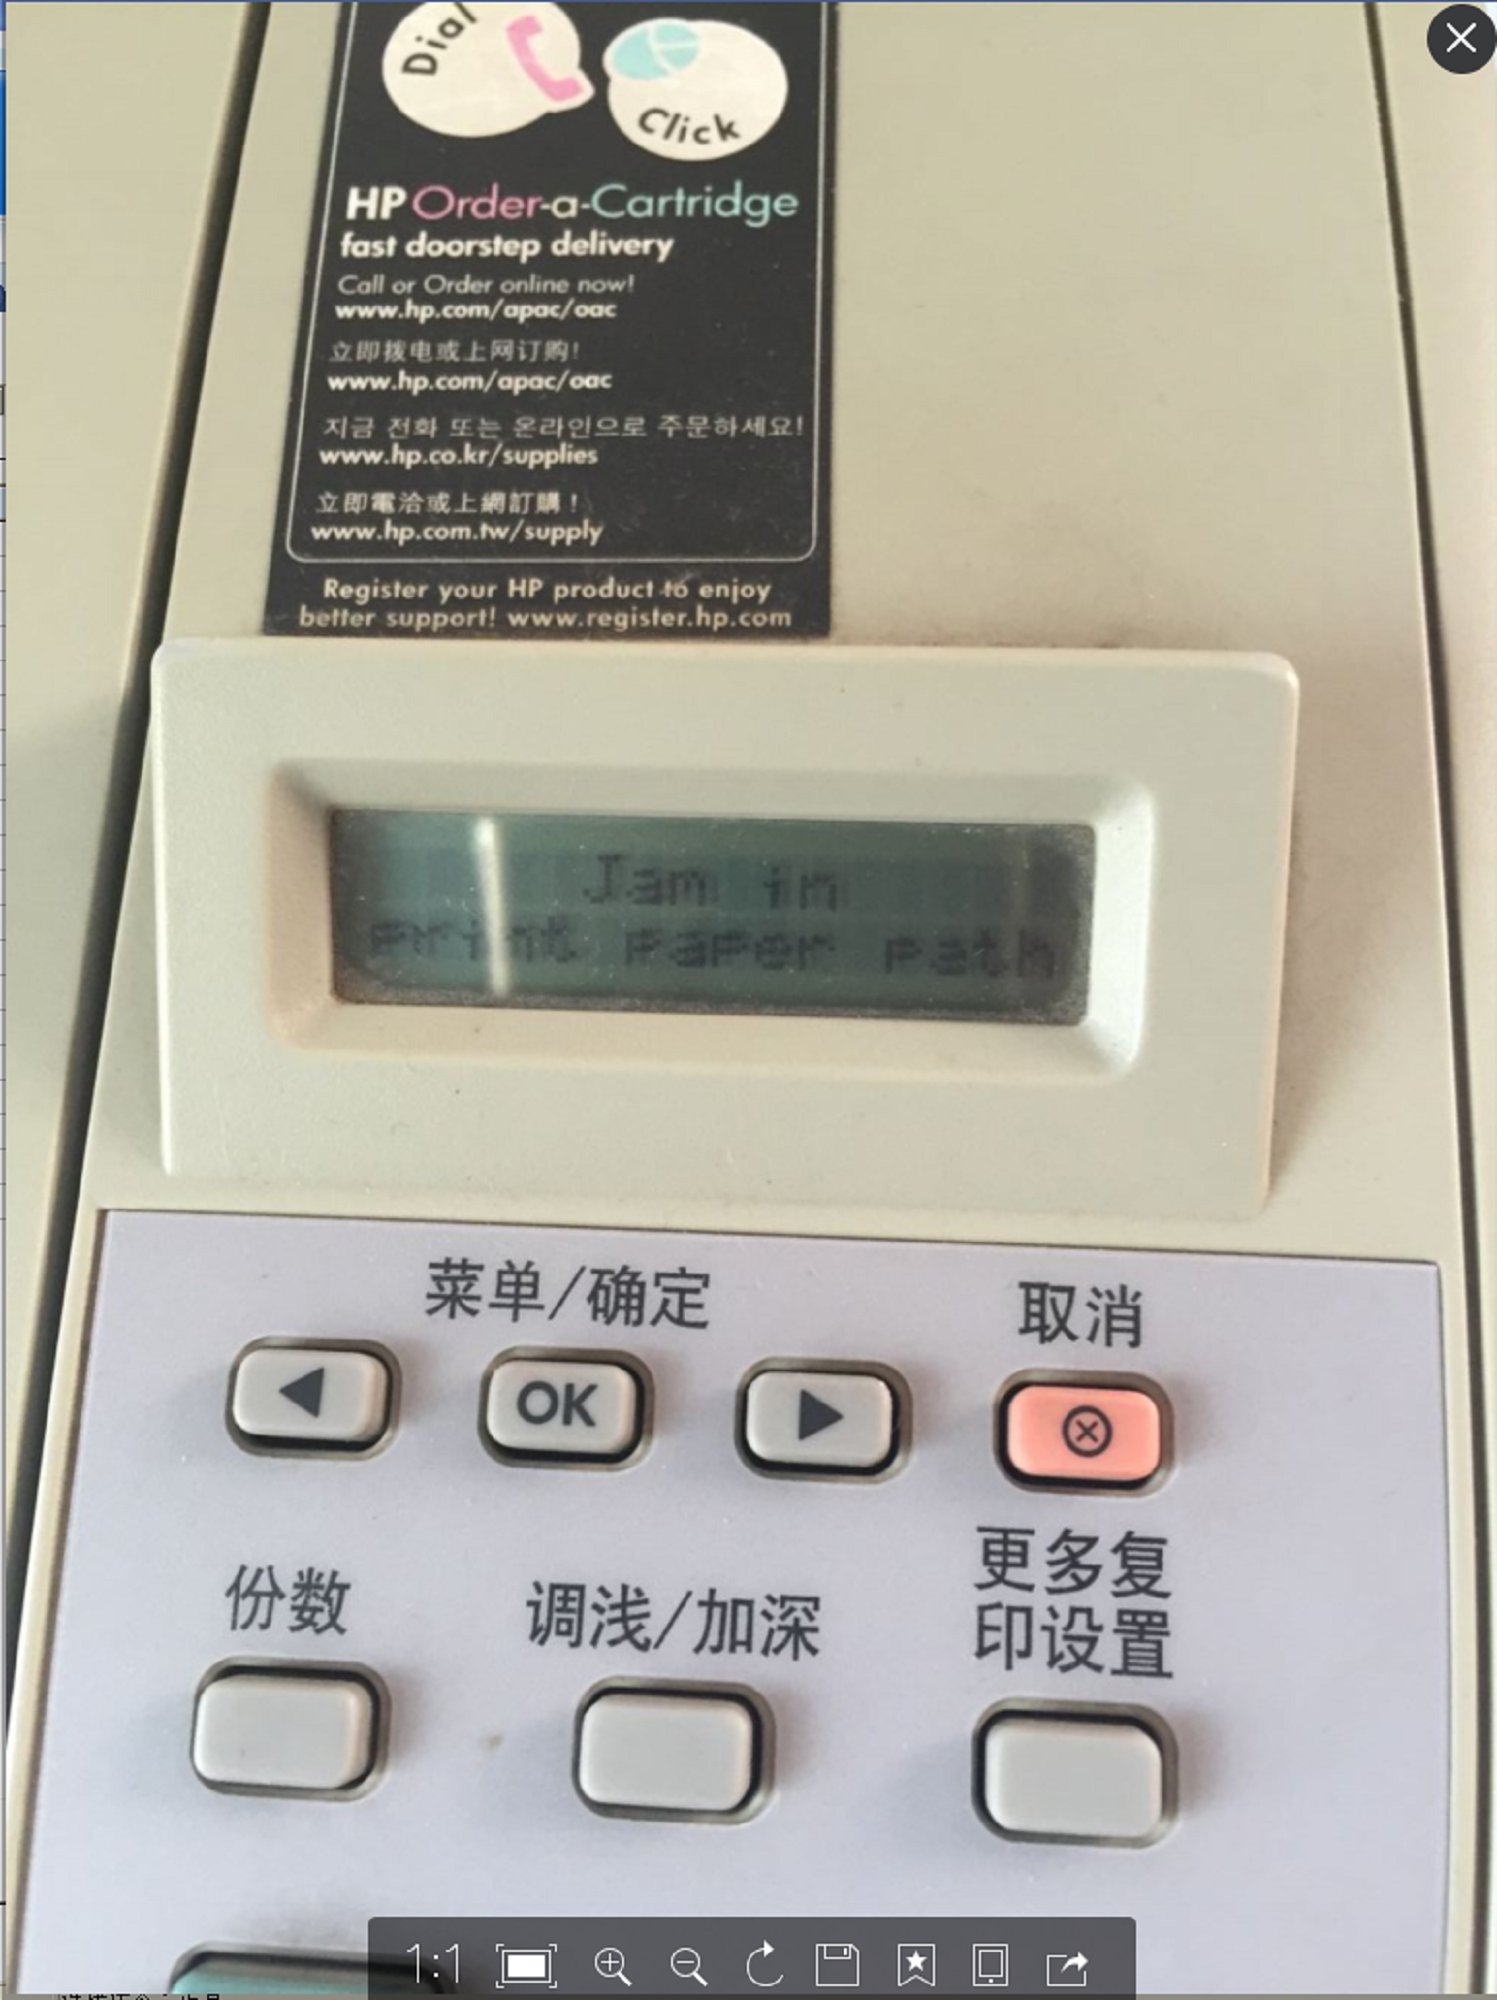 Dial
Click
HP Order-a-Cartridge
fast doorstep delivery
Call or Order online now!
www.hp.com/apac/oac
立即拨电或上网订购!
www.hp.com/apac/oac
지금 전화 또는 온라인으로 주문하세요!
www.hp.co.kr/supplies
立即電洽或上網訂購!
www.hp.com.tw/supply
Register your HP product to enjoy
better support! www.register.hp.com
Jam in
Print paper path
菜单/确定
取消
OK
份数
调浅/加深
更多复
印设置
1:1